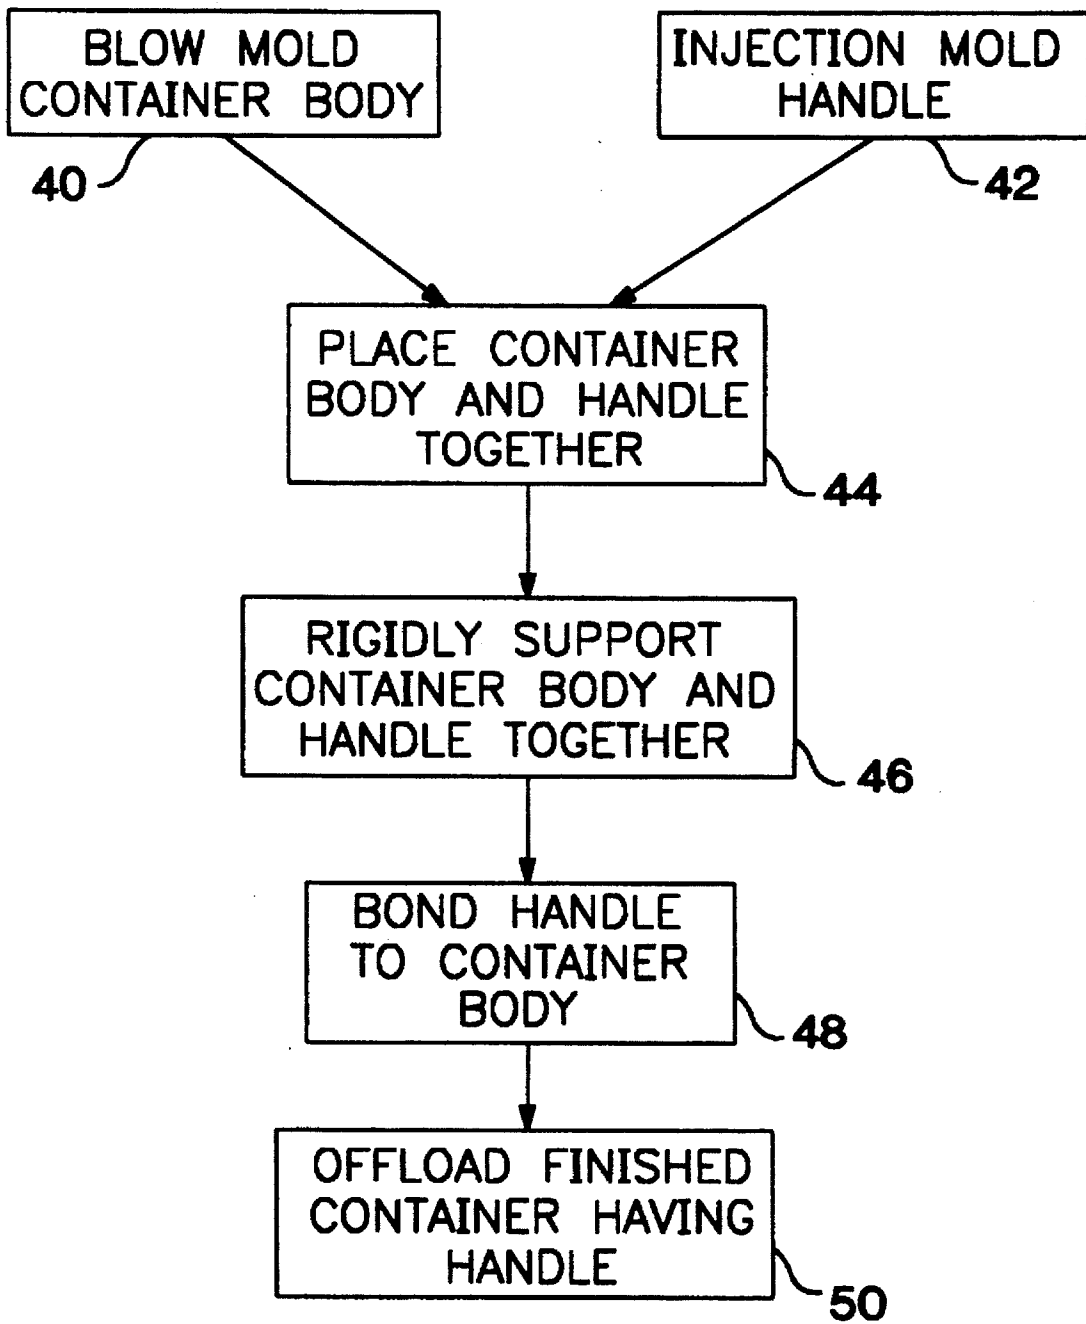 BLOW MOLD
CONTAINER BODY
40
INJECTION MOLD
HANDLE
42
PLACE CONTAINER
BODY AND HANDLE
TOGETHER
44
RIGIDLY SUPPORT
CONTAINER BODY AND
HANDLE TOGETHER
46
BOND HANDLE
TO CONTAINER
BODY
48
OFFLOAD FINISHED
CONTAINER HAVING
HANDLE
50